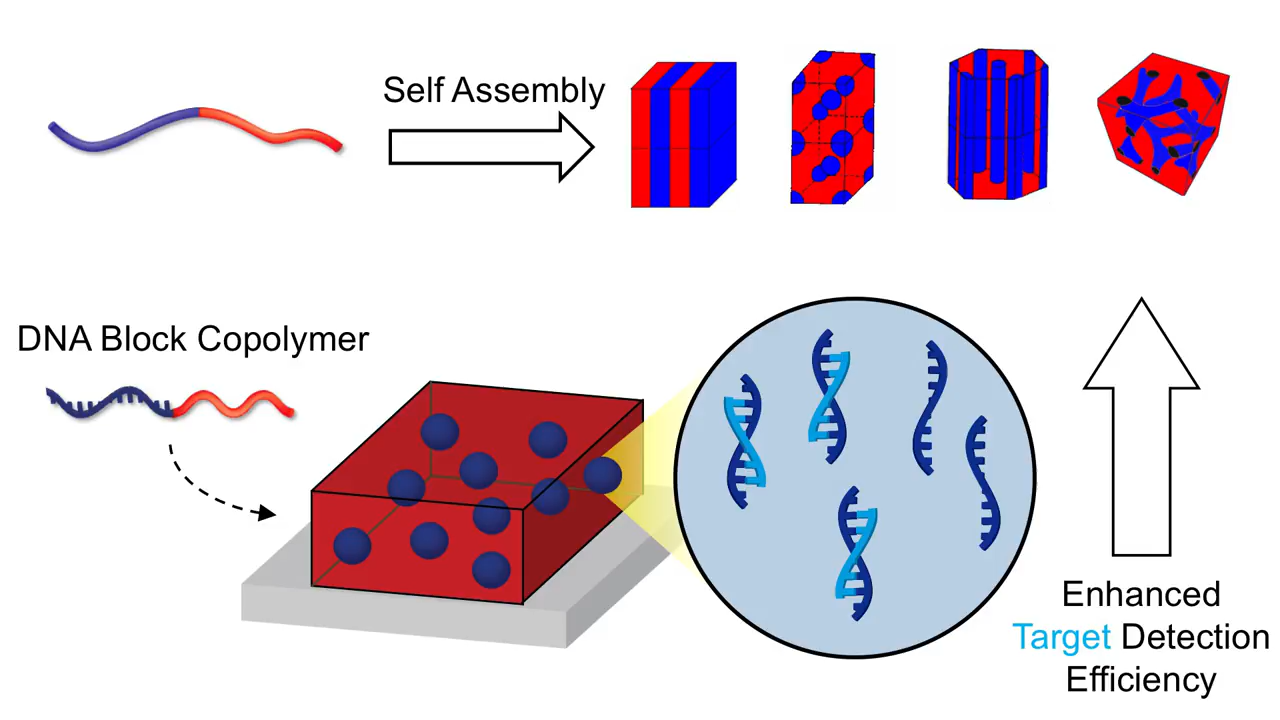 Self Assembly
DNA Block Copolymer
Enhanced
Target Detection
Efficiency